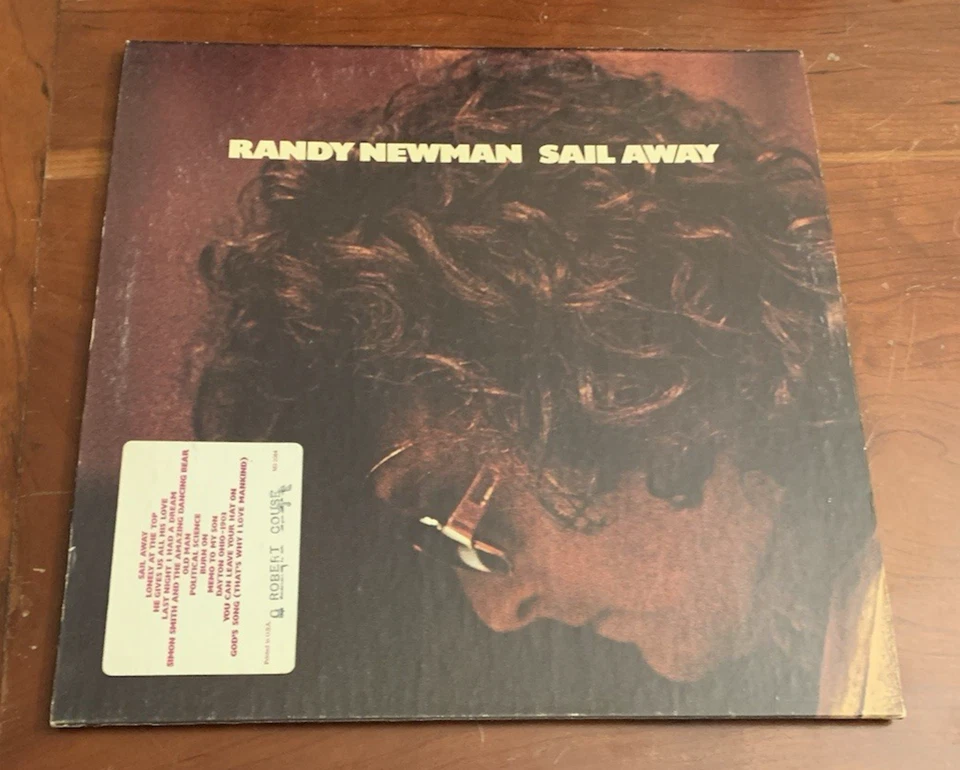 RANDY NEWMAN SAIL AWAY
SAIL AWAY
LONELY AT THE TOP
HE GIVES US ALL HIS LOVE
LAST NIGHT I HAD A DREAM
SIMON SMITH AND THE AMAZING DANCING BEAR
OLD MAN
POLITICAL SCIENCE
BURN ON
MEMO TO MY SON
DAYTON OHIO-1903
YOU CAN LEAVE YOUR HAT ON
GOD'S SONG (THAT'S WHY I LOVE MANKIND)
Printed in U.S.A.
ROBERT COUSE